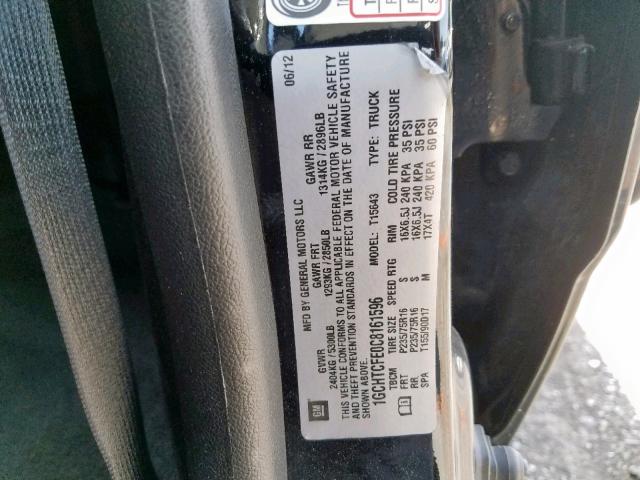 MFD BY GENERAL MOTORS LLC
06/12
GVWR GAWR FRT GAWR RR
2404KG/5300LB 1293KG/2850LB 1314KG/2896LB
THIS VEHICLE CONFORMS TO ALL APPLICABLE FEDERAL MOTOR VEHICLE SAFETY
AND THEFT PREVENTION STANDARDS IN EFFECT ON THE DATE OF MANUFACTURE
SHOWN ABOVE.
1GCHTCFE0C8161596 MODEL: T15643 TYPE: TRUCK
TBCM TIRE SIZE SPEED RTG RIM COLD TIRE PRESSURE
FRT P235/75R16 S 16X6.5J 240 KPA 35 PSI
RR P235/75R16 S 16X6.5J 240 KPA 35 PSI
SPA T155/90D17 M 17X4T 420 KPA 60 PSI
GM